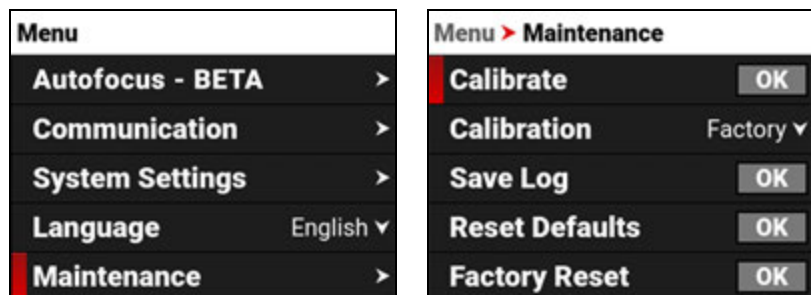 Menu
Autofocus - BETA
Communication
System Settings
Language English
Maintenance
Menu > Maintenance
Calibrate OK
Calibration Factory
Save Log OK
Reset Defaults OK
Factory Reset OK